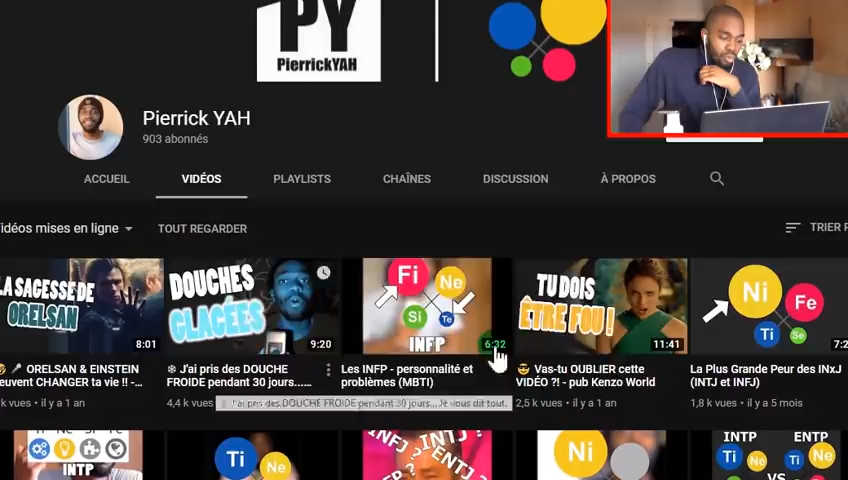 PY
PierrickYAH
Pierrick YAH
903 abonnés
ACCUEIL VIDÉOS PLAYLISTS CHAÎNES DISCUSSION À PROPOS
idéos mises en ligne TOUT REGARDER TRIER P
LA SAGESSE DE
ORELSAN
8:01
DOUCHES
GLACÉES
9:20
Fi
Ne
Si
Te
INFP
6:32
TU DOIS
ÊTRE FOU !
11:41
Ni
Fe
Ti
Se
7:2
ORELSAN & EINSTEIN
euvent CHANGER ta vie !! -...
k vues • il y a 1 an
J'ai pris des DOUCHE
FROIDE pendant 30 jours......
4,4 k vues
J'ai pris des DOUCHE FROIDE pendant 30 jours... Je vous dit tout.
Les INFP - personnalité et
problèmes (MBTI)
Vas-tu OUBLIER cette
VIDÉO ?! - pub Kenzo World
2,5 k vues • il y a 1 an
La Plus Grande Peur des INxJ
(INTJ et INFJ)
1,8 k vues • il y a 5 mois
INTP
Ti
Ne
INFJ ?
INTJ ?
INFP ?
ENTJ ?
Ni
INTP ENTP
Ti Ne
VS